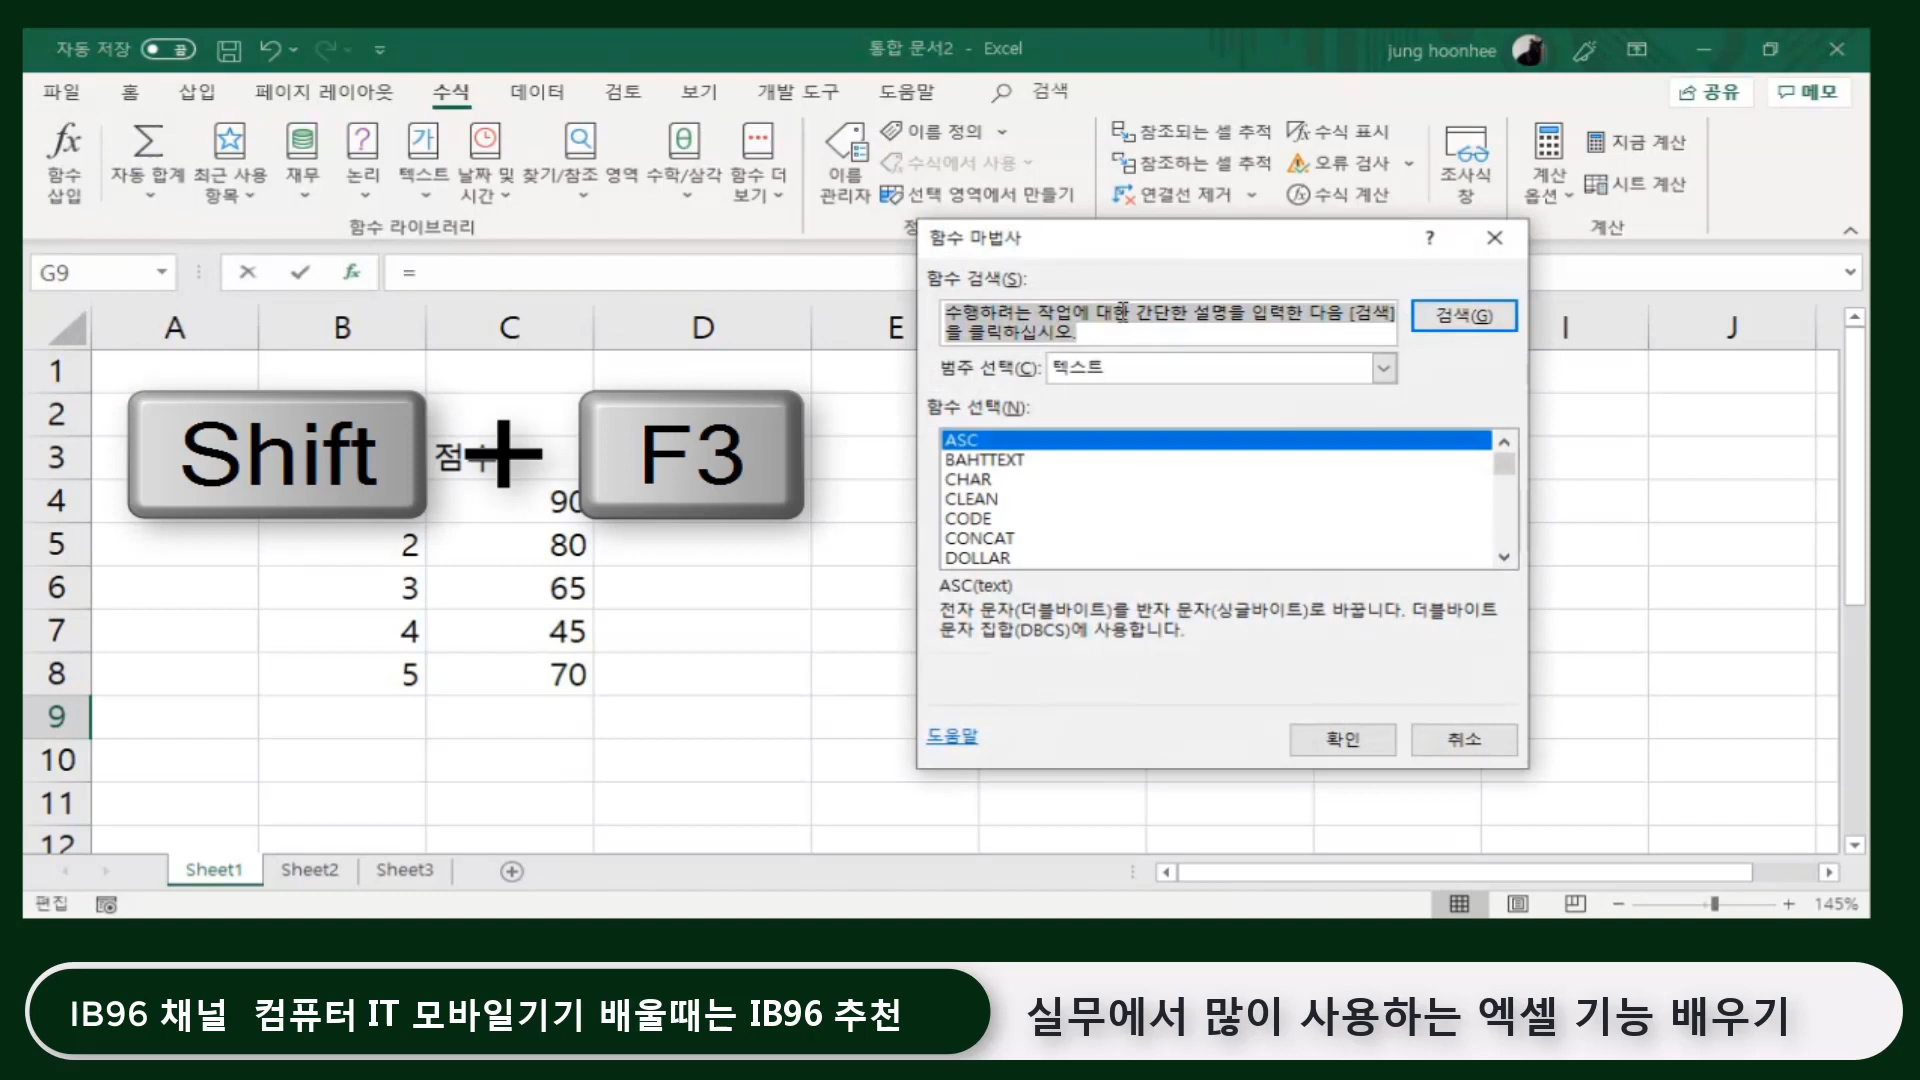 자동 저장 끔 통합 문서2 - Excel jung hoonhee
파일 홈 삽입 페이지 레이아웃 수식 데이터 검토 보기 개발 도구 도움말 검색 공유 메모
fx 함수 삽입
자동 합계
최근 사용 항목
재무
논리
텍스트
날짜 및 시간
찾기/참조 영역
수학/삼각
함수 더 보기
함수 라이브러리
이름 관리자
이름 정의
수식에서 사용
선택 영역에서 만들기
참조되는 셀 추적
참조하는 셀 추적
연결선 제거
수식 표시
오류 검사
수식 계산
조사식 창
계산 옵션
지금 계산
시트 계산
계산
G9 fx =
A B C D E I J
1
2
3 점수
4 90
5 2 80
6 3 65
7 4 45
8 5 70
9
10
11
12
Shift + F3
함수 마법사 ?
함수 검색(S):
수행하려는 작업에 대한 간단한 설명을 입력한 다음 [검색]
을 클릭하십시오.
검색(G)
범주 선택(C): 텍스트
함수 선택(N):
ASC
BAHTTEXT
CHAR
CLEAN
CODE
CONCAT
DOLLAR
ASC(text)
전자 문자(더블바이트)를 반자 문자(싱글바이트)로 바꿉니다. 더블바이트
문자 집합(DBCS)에 사용합니다.
도움말 확인 취소
Sheet1 Sheet2 Sheet3
편집 145%
IB96 채널 컴퓨터 IT 모바일기기 배울때는 IB96 추천
실무에서 많이 사용하는 엑셀 기능 배우기